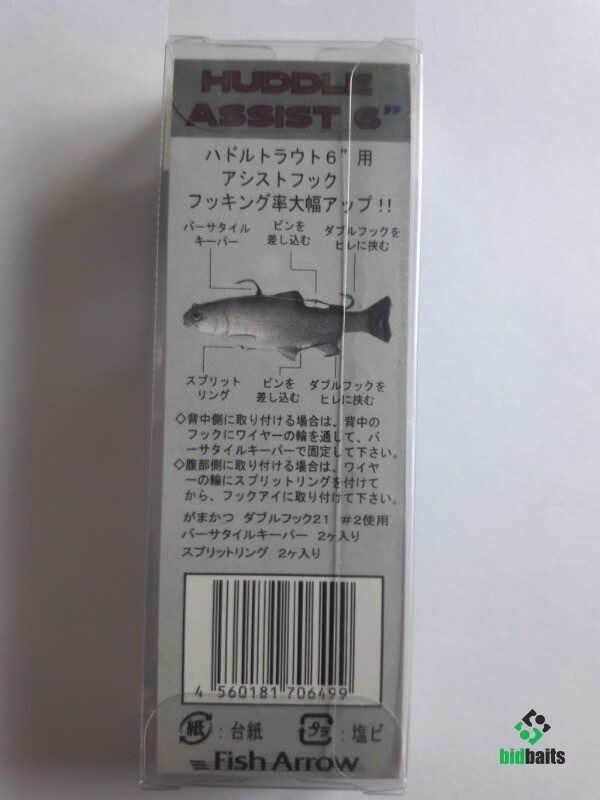 HUDDLE
ASSIST 6”
ハドルトラウト６”用
アシストフック
フッキング率大幅アップ!!
バーサタイル
キーパー
ピンを
差し込む
ダブルフックを
ヒレに挟む
スプリット
リング
ピンを
差し込む
ダブルフックを
ヒレに挟む
◇背中側に取り付ける場合は、背中の
フックにワイヤーの輪を通して、バ
ーサタイルキーパーで固定して下さい。
◇腹部側に取り付ける場合は、ワイヤ
ーの輪にスプリットリングを付けて
から、フックアイに取り付けて下さい。
がまかつ ダブルフック21 #2使用
バーサタイルキーパー 2ヶ入り
スプリットリング 2ヶ入り
4 560181 706499
紙 : 台紙
プラ : 塩ビ
Fish Arrow
bidbaits